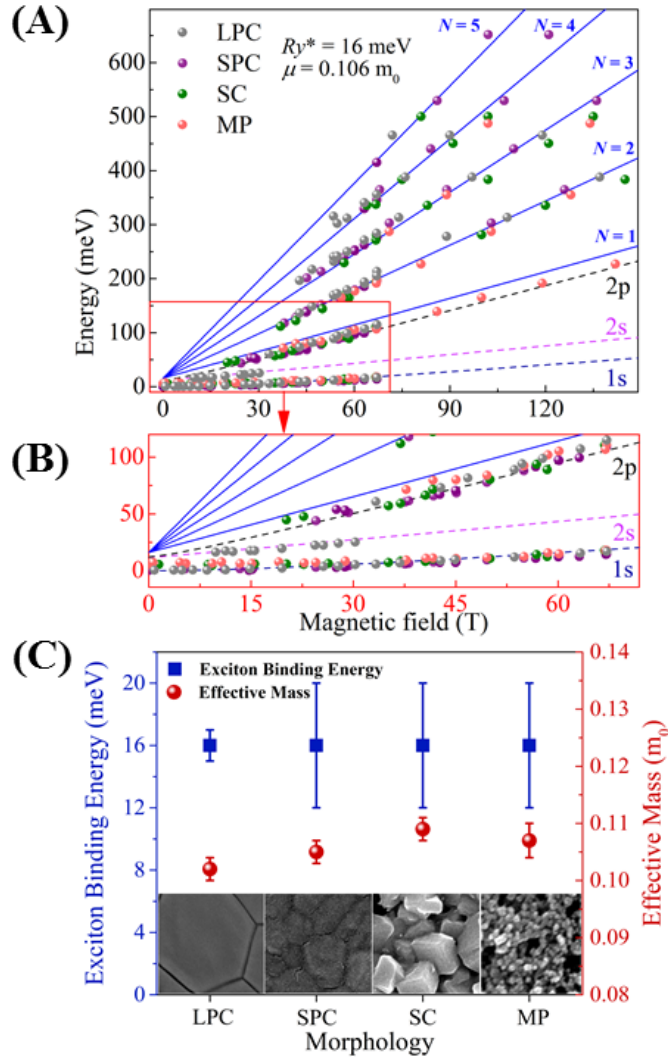 (A)
LPC
SPC
SC
MP
Ry* = 16 meV
μ = 0.106 m₀
N = 5
N = 4
N = 3
N = 2
N = 1
2p
2s
1s
Energy (meV)
600
500
400
300
200
100
0
0 30 60 90 120
(B)
100
50
0
2p
2s
1s
0 15 30 45 60
Magnetic field (T)
(C)
Exciton Binding Energy
Effective Mass
Exciton Binding Energy (meV)
20
16
12
8
4
0
Effective Mass (m₀)
0.14
0.13
0.12
0.11
0.10
0.09
0.08
LPC SPC SC MP
Morphology